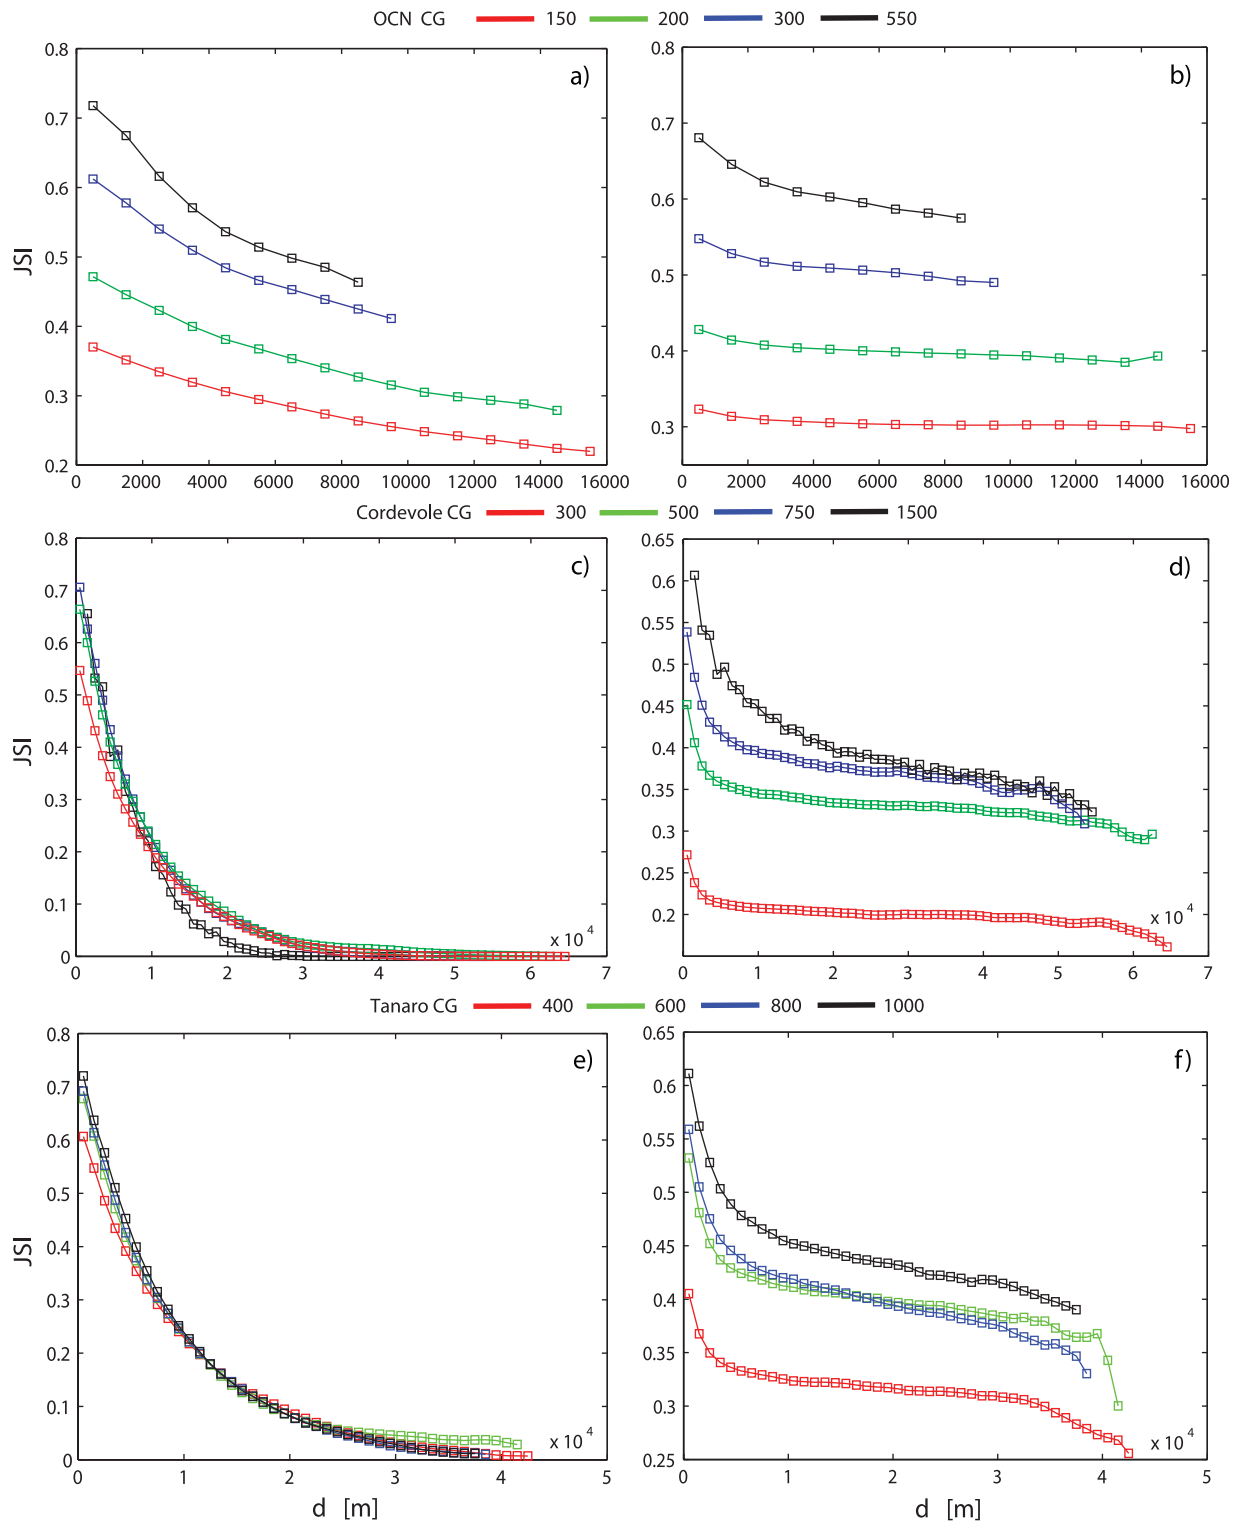 OCN CG 150 200 300 550
0.8 a) 0.8 b)
0.7 0.7
0.6 0.6
JSI 0.5 0.5
0.4 0.4
0.3 0.3
0.2
0 2000 4000 6000 8000 10000 12000 14000 16000 0 2000 4000 6000 8000 10000 12000 14000 16000
Cordevole CG 300 500 750 1500
0.8 c) 0.65 d)
0.7 0.6
0.6 0.55
0.5 0.5
JSI 0.4 0.45
0.3 0.4
0.2 0.35
0.1 0.3
0 x 10 4 0.25
0.2 x 10 4
0 1 2 3 4 5 6 7 0 1 2 3 4 5 6 7
Tanaro CG 400 600 800 1000
0.8 e) 0.65 f)
0.7 0.6
0.6 0.55
0.5 0.5
JSI 0.4 0.45
0.3 0.4
0.2 0.35
0.1 0.3
0 x 10 4 0.25 x 10 4
0 1 2 3 4 5 0 1 2 3 4 5
d [m] d [m]